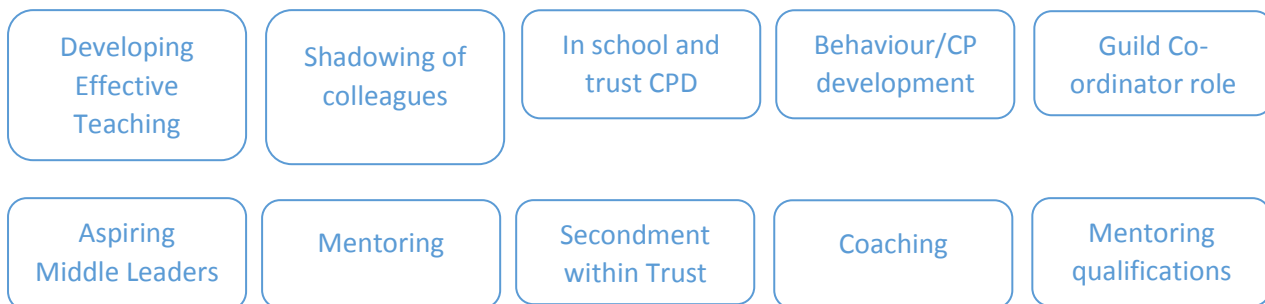 Developing
Effective
Teaching
Shadowing of
colleagues
In school and
trust CPD
Behaviour/CP
development
Guild Co-
ordinator role
Aspiring
Middle Leaders
Mentoring
Secondment
within Trust
Coaching
Mentoring
qualifications